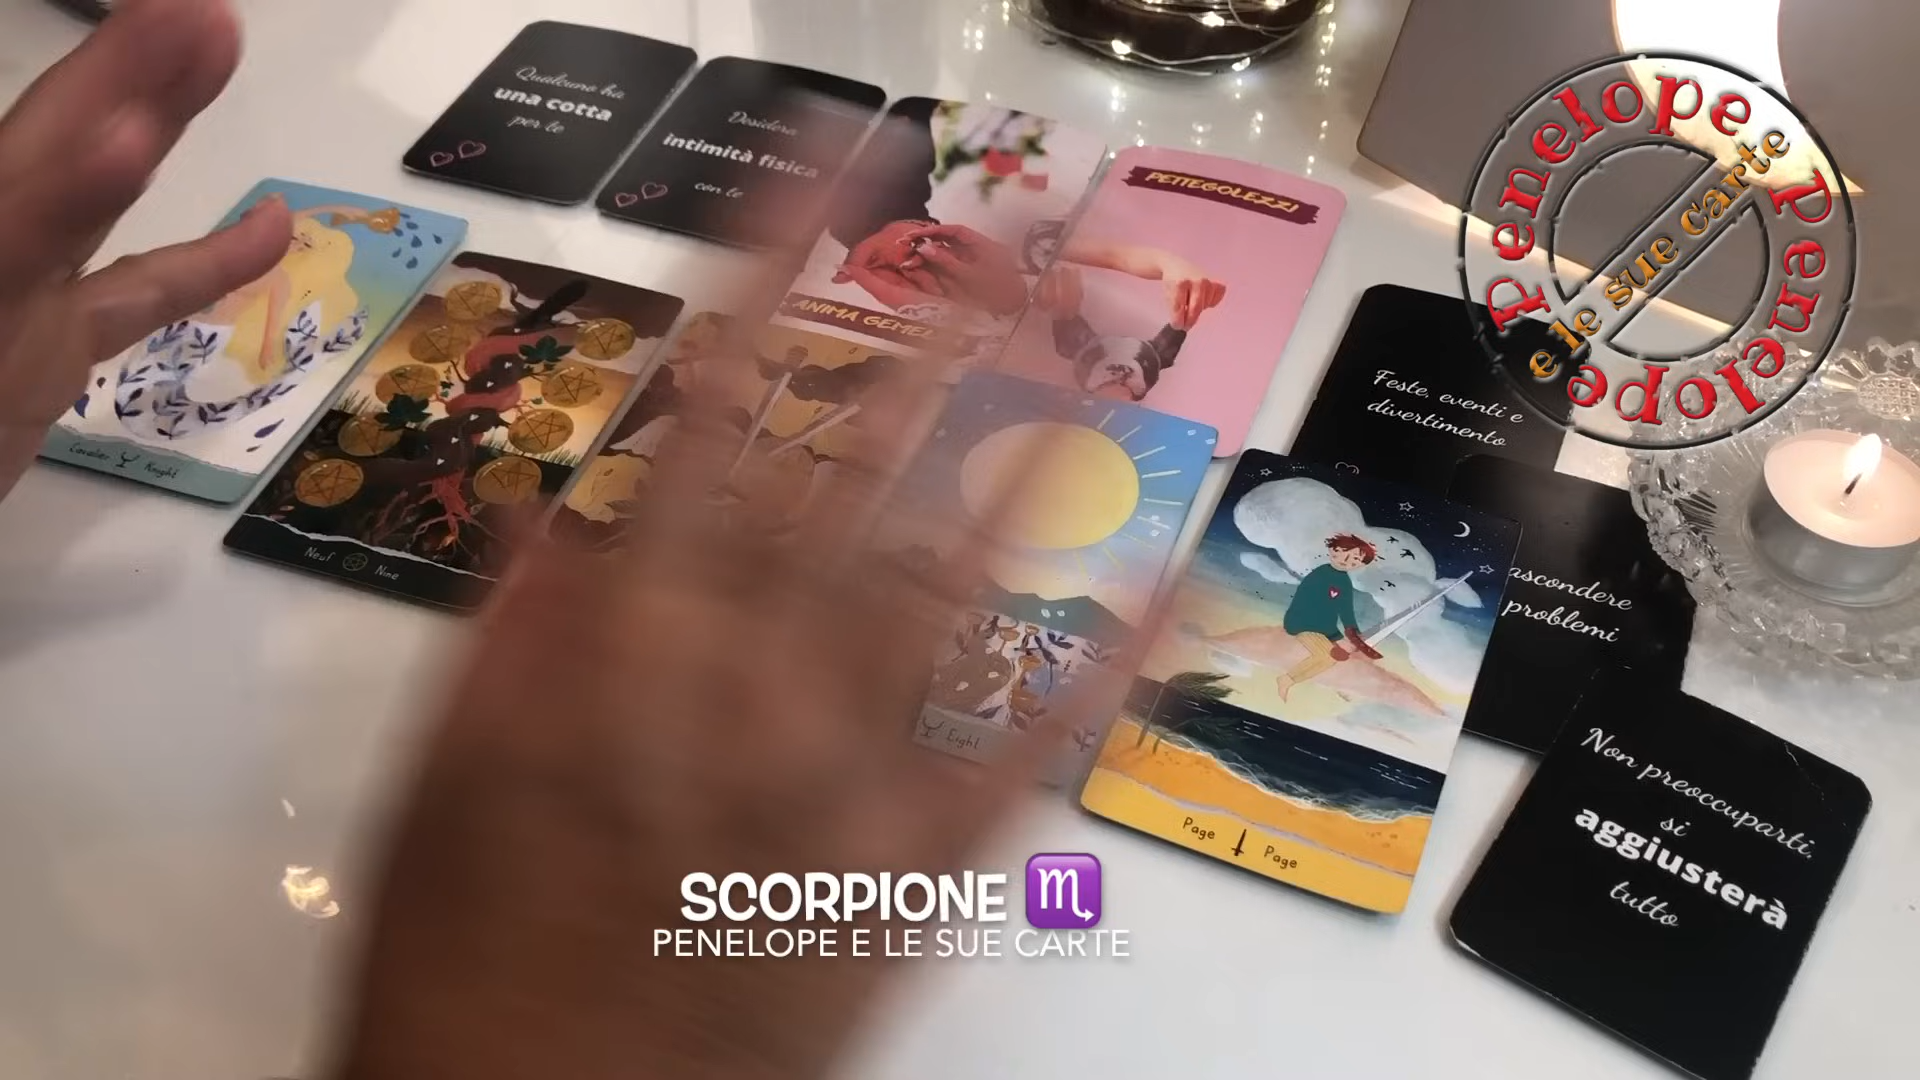 Qualcuno ha
una cotta
per te
Desidera
intimità fisica
con te
ANIMA GEME
PETTEGOLEZZI
Feste, eventi e
divertimento
ascondere
problemi
Non preoccuparti,
si
aggiusterà
tutto
Cavalier Knight
Neuf Nine
Eight
Page Page
SCORPIONE ♏
PENELOPE E LE SUE CARTE
Penelope Penelope Penelope
e le sue carte e